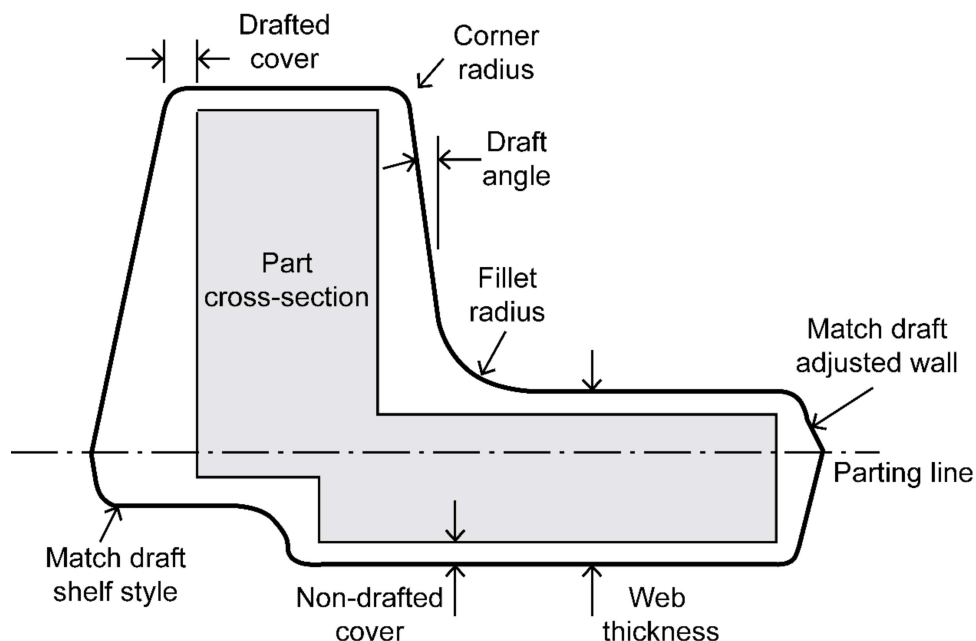 Drafted
cover
Corner
radius
Draft
angle
Part
cross-section
Fillet
radius
Match draft
adjusted wall
Parting line
Match draft
shelf style
Non-drafted
cover
Web
thickness